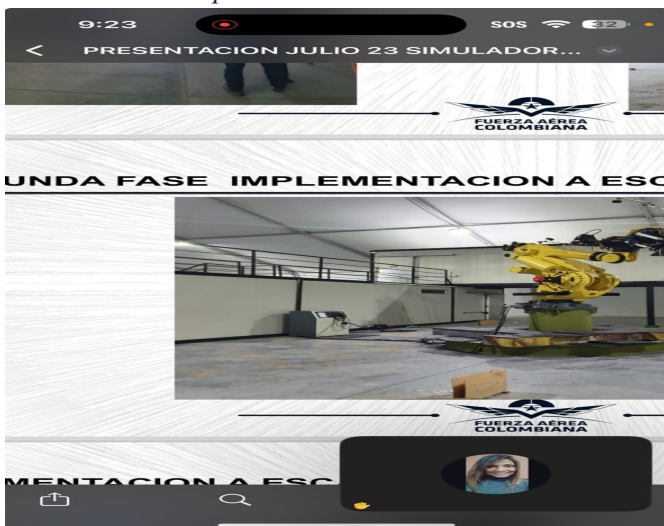 9:23
SOS 32
PRESENTACION JULIO 23 SIMULADOR...
FUERZA AÉREA
COLOMBIANA
UNDA FASE IMPLEMENTACION A ESC
FUERZA AÉREA
COLOMBIANA
MENTACION A ESC